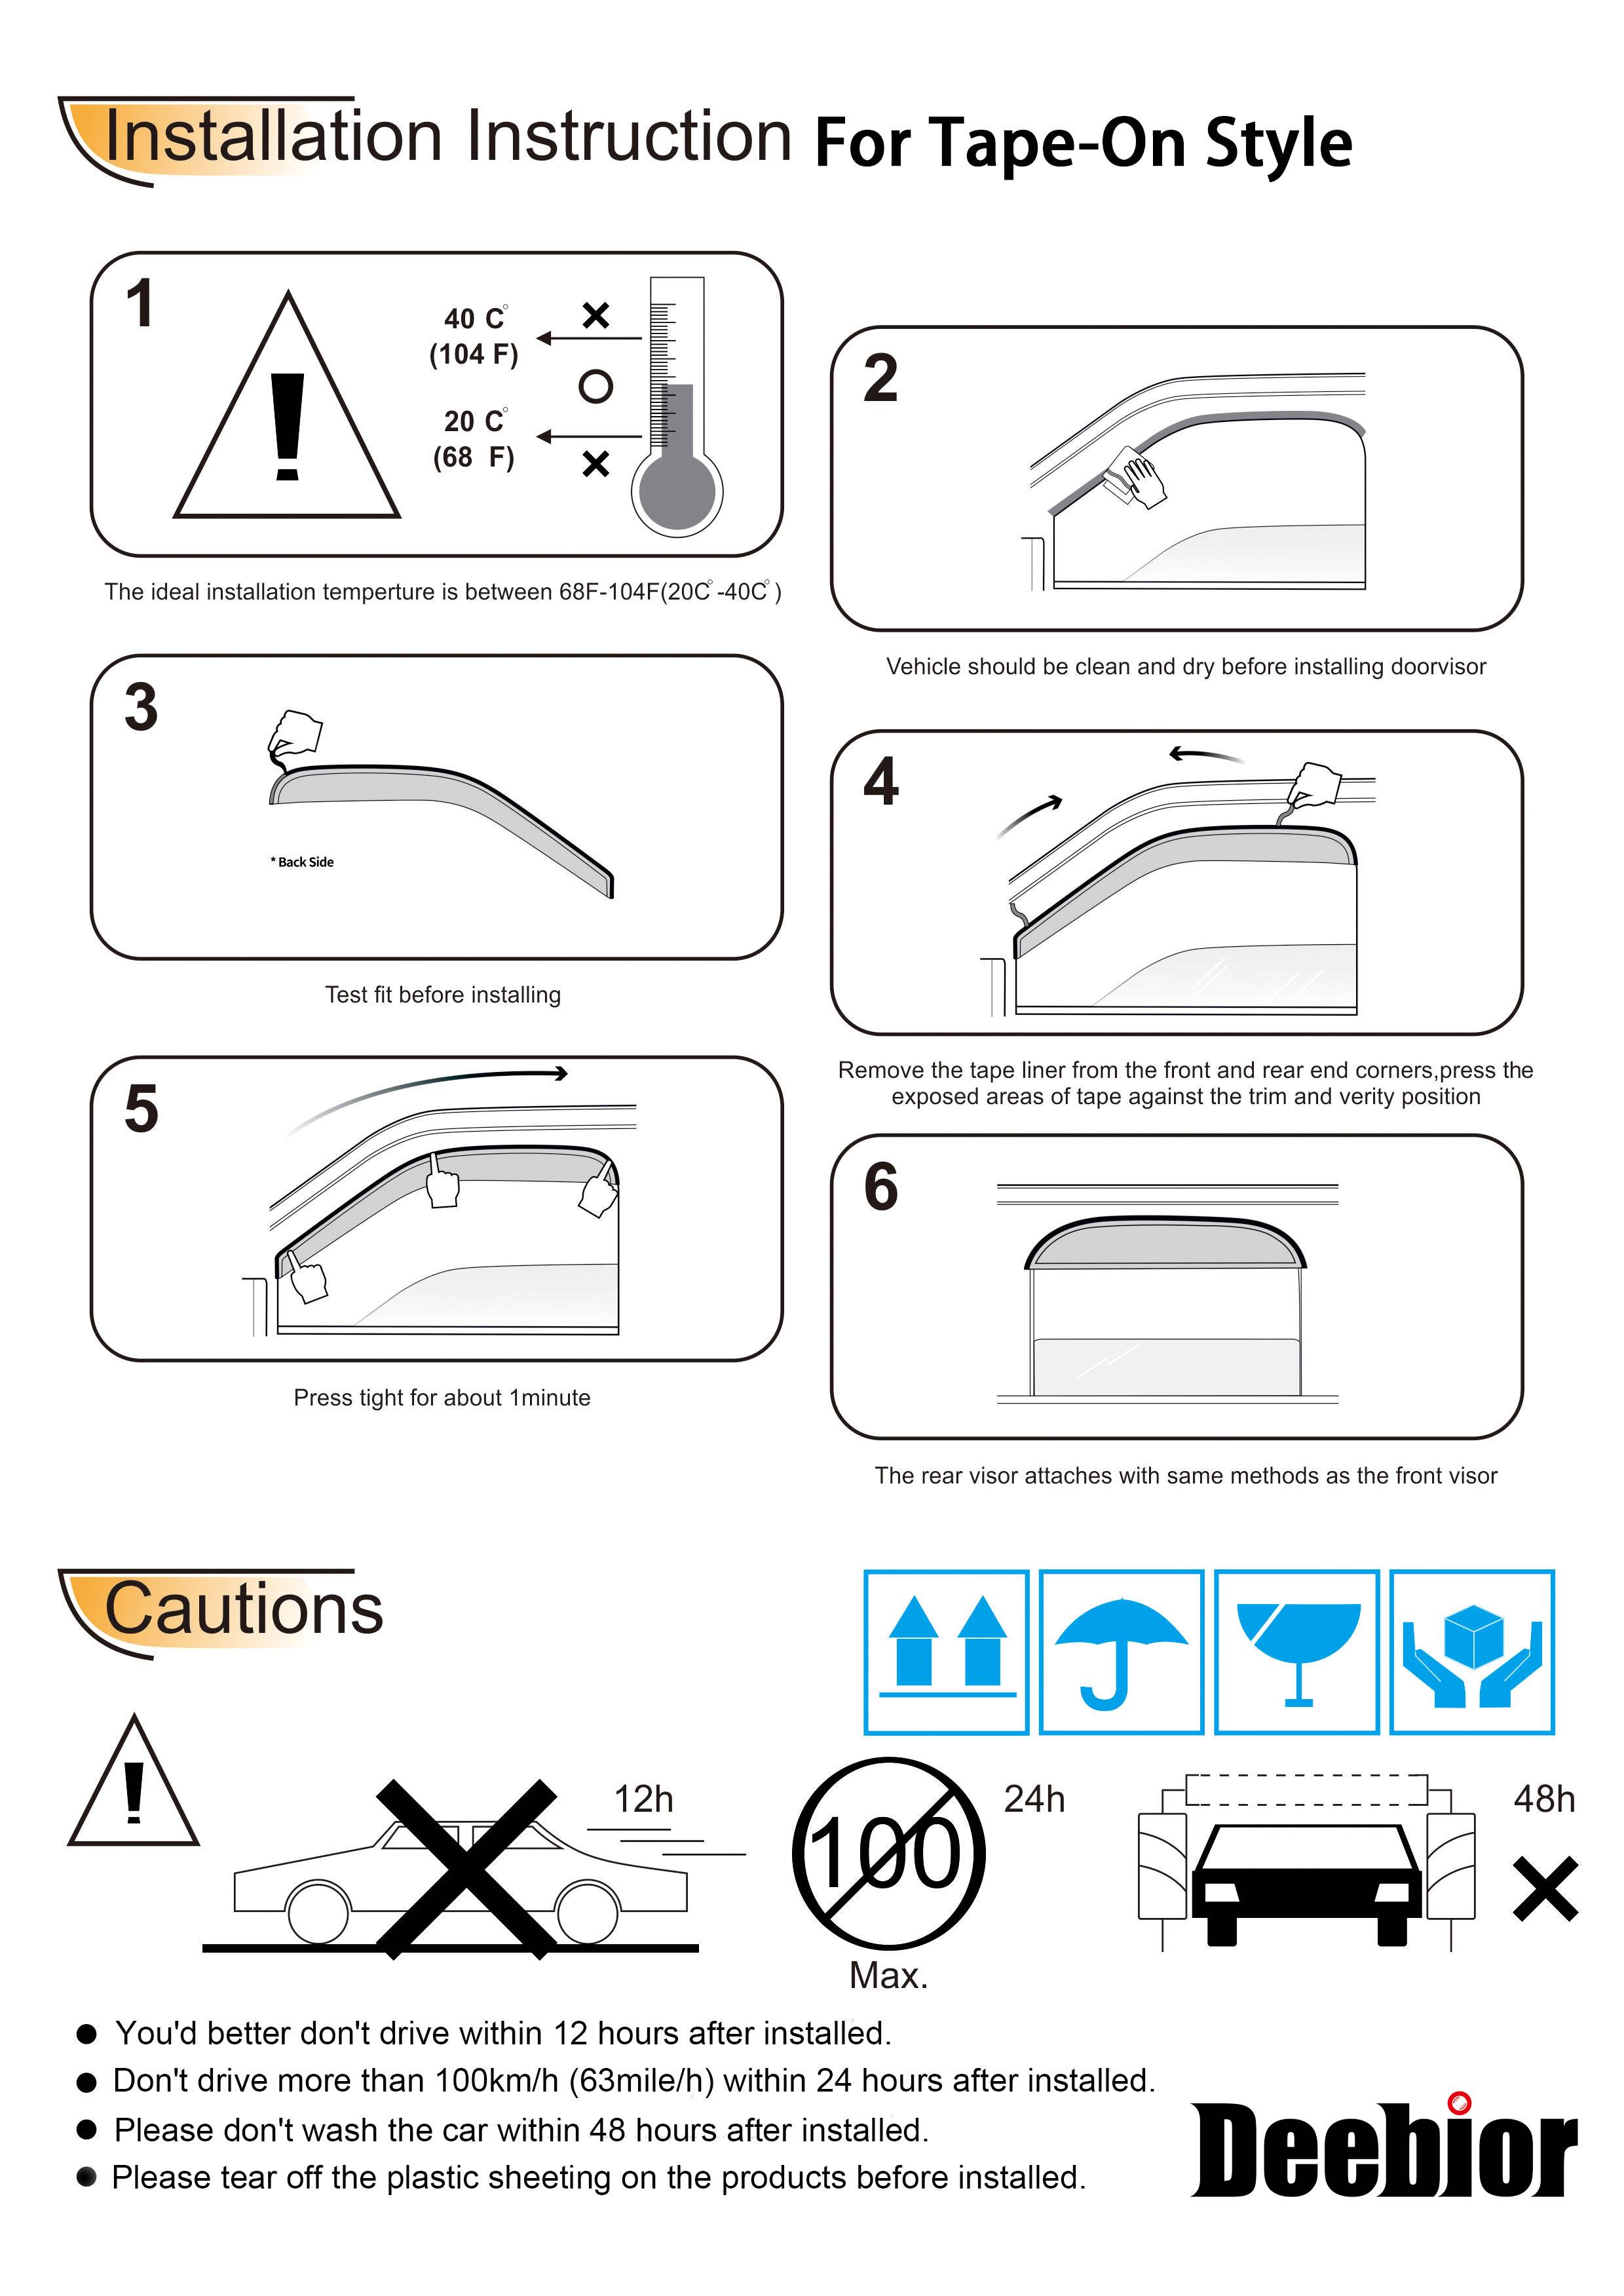 Installation Instruction For Tape-On Style
1
40 C°
(104 F)
20 C°
(68 F)
The ideal installation temperture is between 68F-104F(20C°-40C°)
2
Vehicle should be clean and dry before installing doorvisor
3
* Back Side
Test fit before installing
4
Remove the tape liner from the front and rear end corners,press the
exposed areas of tape against the trim and verity position
5
Press tight for about 1minute
6
The rear visor attaches with same methods as the front visor
Cautions
12h
100
Max.
24h
48h
You'd better don't drive within 12 hours after installed.
Don't drive more than 100km/h (63mile/h) within 24 hours after installed.
Please don't wash the car within 48 hours after installed.
Please tear off the plastic sheeting on the products before installed.
Deebior